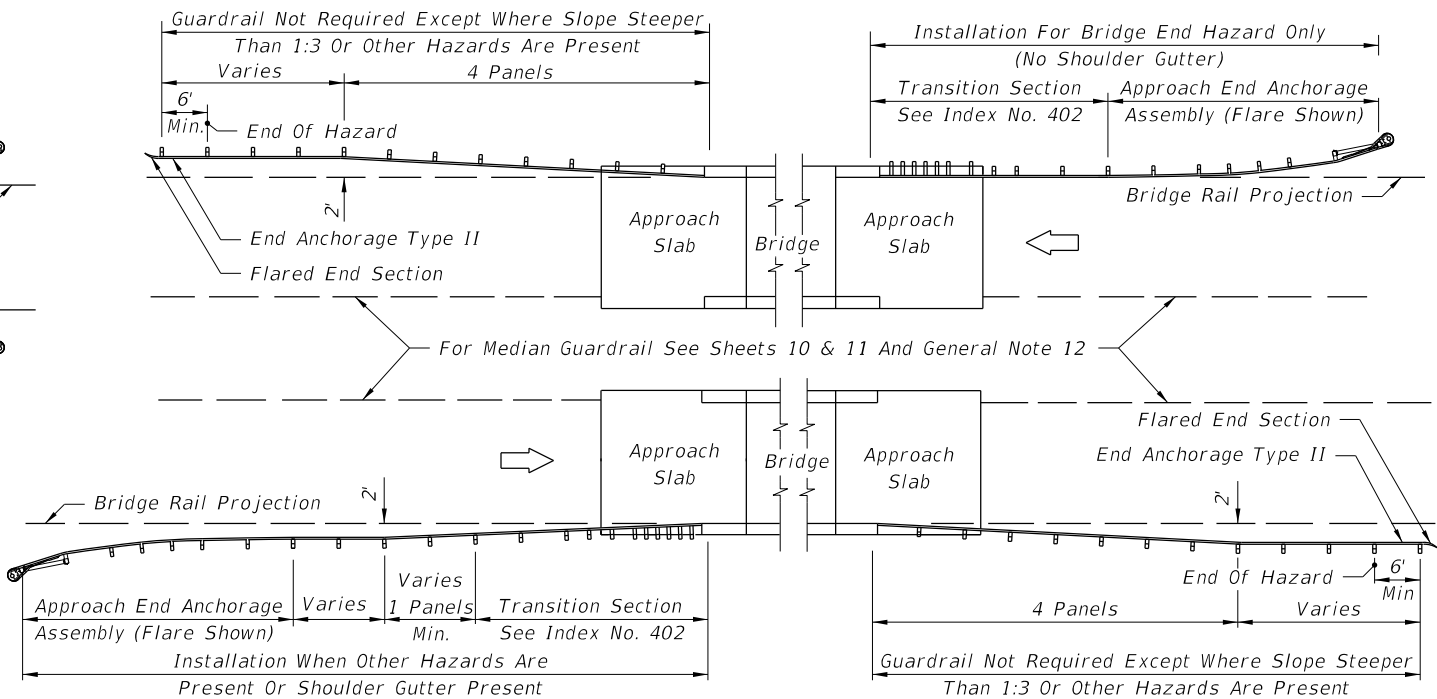 Guardrail Not Required Except Where Slope Steeper
Than 1:3 Or Other Hazards Are Present
Varies
4 Panels
6'
Min.
End Of Hazard
2'
End Anchorage Type II
Flared End Section
Installation For Bridge End Hazard Only
(No Shoulder Gutter)
Transition Section
See Index No. 402
Approach End Anchorage
Assembly (Flare Shown)
Bridge Rail Projection
Approach
Slab
Bridge
Approach
Slab
For Median Guardrail See Sheets 10 & 11 And General Note 12
Approach
Slab
Bridge
Approach
Slab
Flared End Section
End Anchorage Type II
Bridge Rail Projection
2'
2'
Approach End Anchorage
Assembly (Flare Shown)
Varies
Varies
1 Panels
Min.
Transition Section
See Index No. 402
Installation When Other Hazards Are
Present Or Shoulder Gutter Present
End Of Hazard
6'
Min
4 Panels
Varies
Guardrail Not Required Except Where Slope Steeper
Than 1:3 Or Other Hazards Are Present